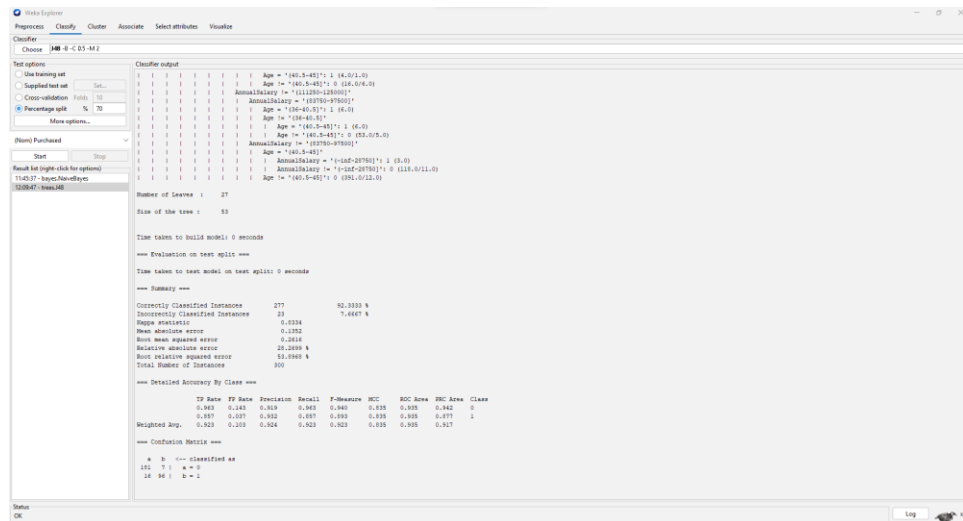 Weka Explorer
Preprocess Classify Cluster Associate Select attributes Visualize
Classifier
Choose J48 -B -C 0.5 -M 2
Test options
Use training set
Supplied test set Set...
Cross-validation Folds 10
Percentage split % 70
More options...
(Nom) Purchased
Start Stop
Result list (right-click for options)
11:45:37 - bayes.NaiveBayes
12:09:47 - trees.J48
Classifier output
| | | | | | | | | Age = '(40.5-45]': 1 (4.0/1.0)
| | | | | | | | | Age != '(40.5-45]': 0 (16.0/6.0)
| | | | | | | AnnualSalary != '(111250-125000]'
| | | | | | | | AnnualSalary = '(83750-97500]'
| | | | | | | | | Age = '(36-40.5]': 1 (6.0)
| | | | | | | | | Age != '(36-40.5]'
| | | | | | | | | | Age = '(40.5-45]': 1 (6.0)
| | | | | | | | | | Age != '(40.5-45]': 0 (53.0/5.0)
| | | | | | | | AnnualSalary != '(83750-97500]'
| | | | | | | | | Age = '(40.5-45]'
| | | | | | | | | | AnnualSalary = '(-inf-28750]': 1 (3.0)
| | | | | | | | | | AnnualSalary != '(-inf-28750]': 0 (118.0/11.0)
| | | | | | | | | Age != '(40.5-45]': 0 (391.0/12.0)
Number of Leaves : 27
Size of the tree : 53
Time taken to build model: 0 seconds
=== Evaluation on test split ===
Time taken to test model on test split: 0 seconds
=== Summary ===
Correctly Classified Instances 277 92.3333 %
Incorrectly Classified Instances 23 7.6667 %
Kappa statistic 0.8334
Mean absolute error 0.1352
Root mean squared error 0.2616
Relative absolute error 28.2699 %
Root relative squared error 53.8968 %
Total Number of Instances 300
=== Detailed Accuracy By Class ===
TP Rate FP Rate Precision Recall F-Measure MCC ROC Area PRC Area Class
0.963 0.143 0.919 0.963 0.940 0.835 0.935 0.942 0
0.857 0.037 0.932 0.857 0.893 0.835 0.935 0.877 1
Weighted Avg. 0.923 0.103 0.924 0.923 0.923 0.835 0.935 0.917
=== Confusion Matrix ===
a b <-- classified as
181 7 | a = 0
16 96 | b = 1
Status
OK
Log